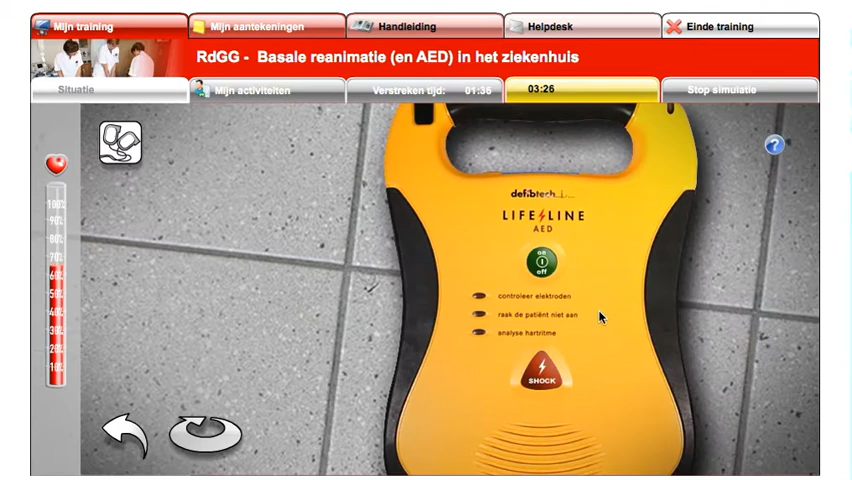 Mijn training
Mijn aantekeningen
Handleiding
Helpdesk
Einde training
RdGG - Basale reanimatie (en AED) in het ziekenhuis
Situatie
Mijn activiteiten
Verstreken tijd: 01:36
03:26
Stop simulatie
?
100%
90%
80%
70%
60%
50%
40%
30%
20%
10%
defibtech
LIFELINE
AED
on
off
controleer elektroden
raak de patiënt niet aan
analyse hartritme
SHOCK